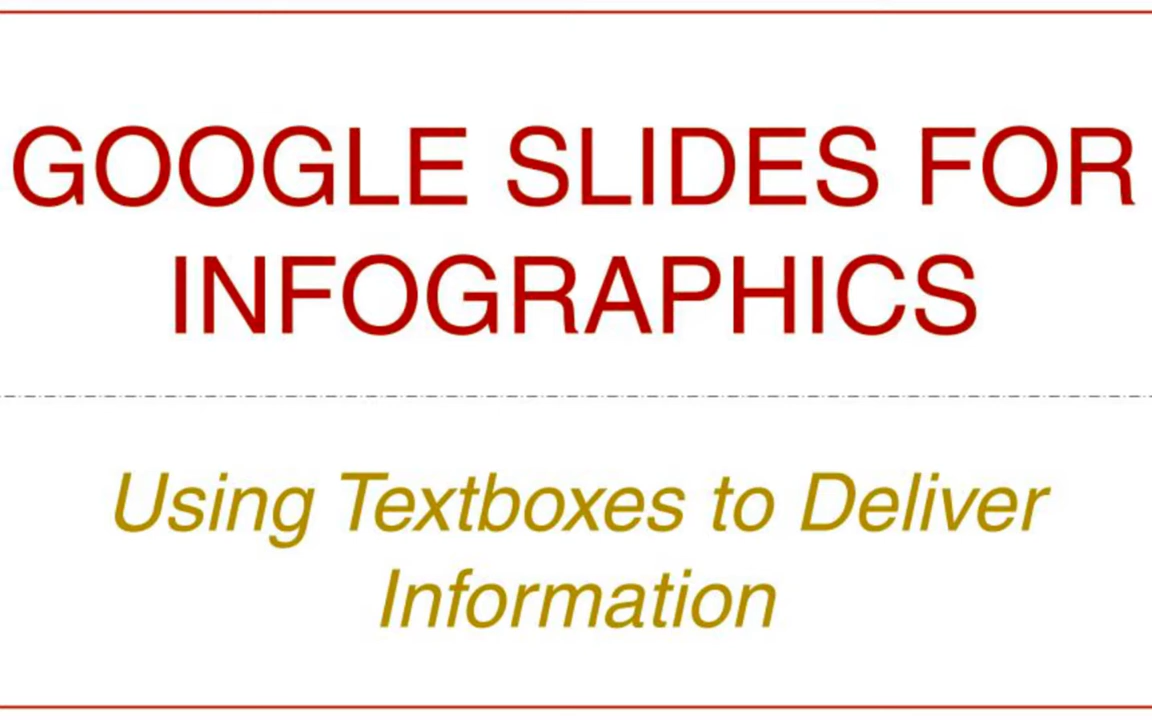 GOOGLE SLIDES FOR
INFOGRAPHICS
Using Textboxes to Deliver
Information